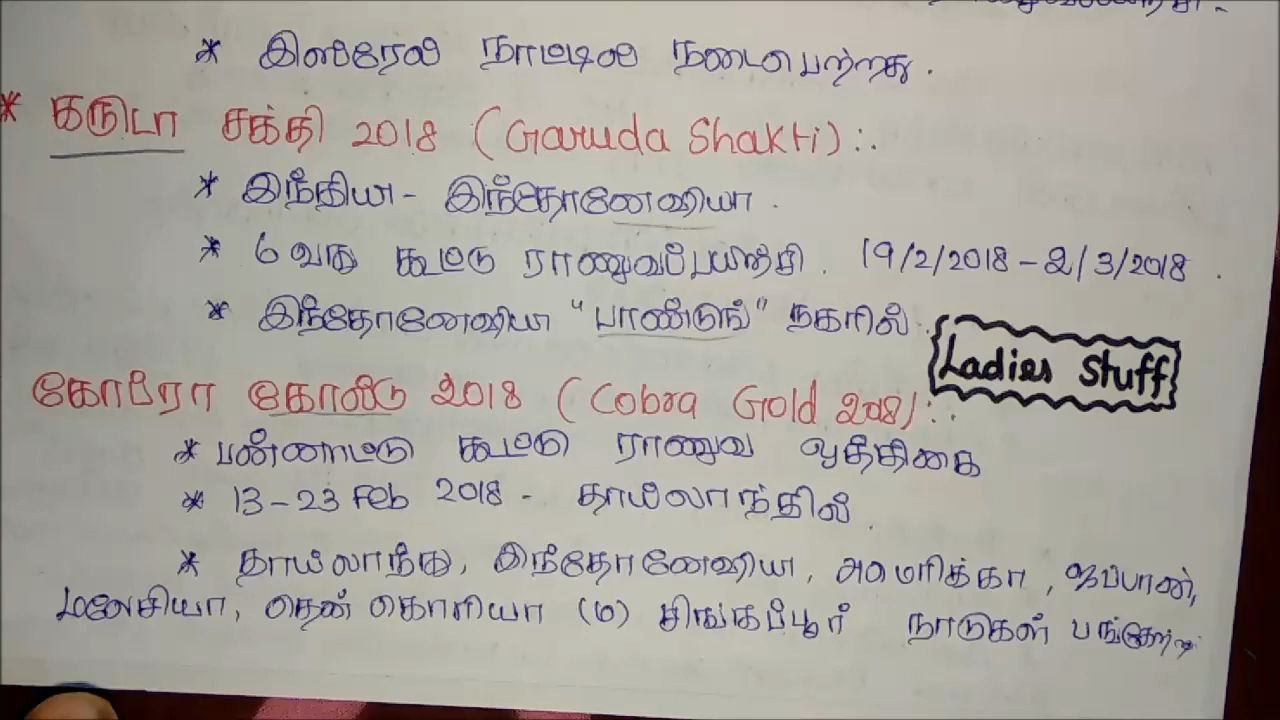 * இஸ்ரேல் நாட்டில் நடைபெற்றது.
* கருடா சக்தி 2018 (Garuda Shakti):.
* இந்தியா - இந்தோனேஷியா.
* 6 வது கூட்டு ராணுவப்பயிற்சி. 19/2/2018 - 2/3/2018.
* இந்தோனேஷியா "பாண்டுங்" நகரில்.
Ladies Stuff
கோப்ரா கோல்டு 2018 (Cobra Gold 2018):.
* பன்னாட்டு கூட்டு ராணுவ ஒத்திகை
* 13-23 Feb 2018 - தாய்லாந்தில்.
* தாய்லாந்து, இந்தோனேஷிய, அமெரிக்கா, ஜப்பான்,
மலேசியா, தென் கொரியா (ம) சிங்கப்பூர் நாடுகள்